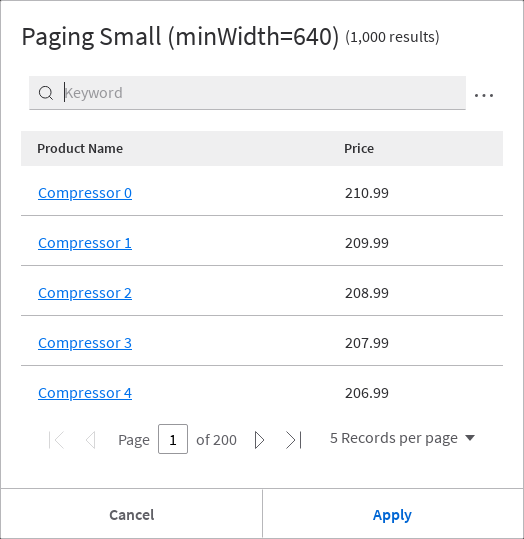 Paging Small (minWidth=640) (1,000 results)
Keyword
Product Name Price
Compressor 0 210.99
Compressor 1 209.99
Compressor 2 208.99
Compressor 3 207.99
Compressor 4 206.99
Page 1 of 200 5 Records per page
Cancel Apply